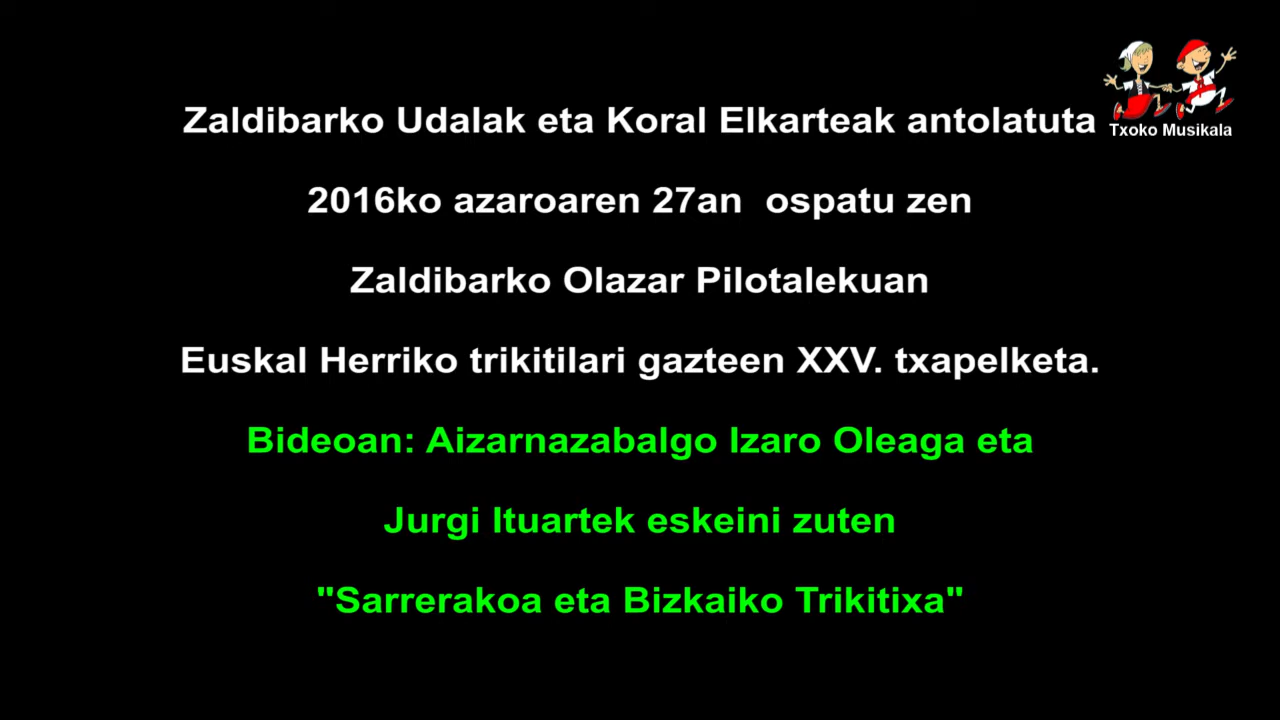 Zaldibarko Udalak eta Koral Elkarteak antolatuta
Txoko Musikala
2016ko azaroaren 27an  ospatu zen
Zaldibarko Olazar Pilotalekuan
Euskal Herriko trikitilari gazteen XXV. txapelketa.
Bideoan: Aizarnazabalgo Izaro Oleaga eta
Jurgi Ituartek eskeini zuten
"Sarrerakoa eta Bizkaiko Trikitixa"